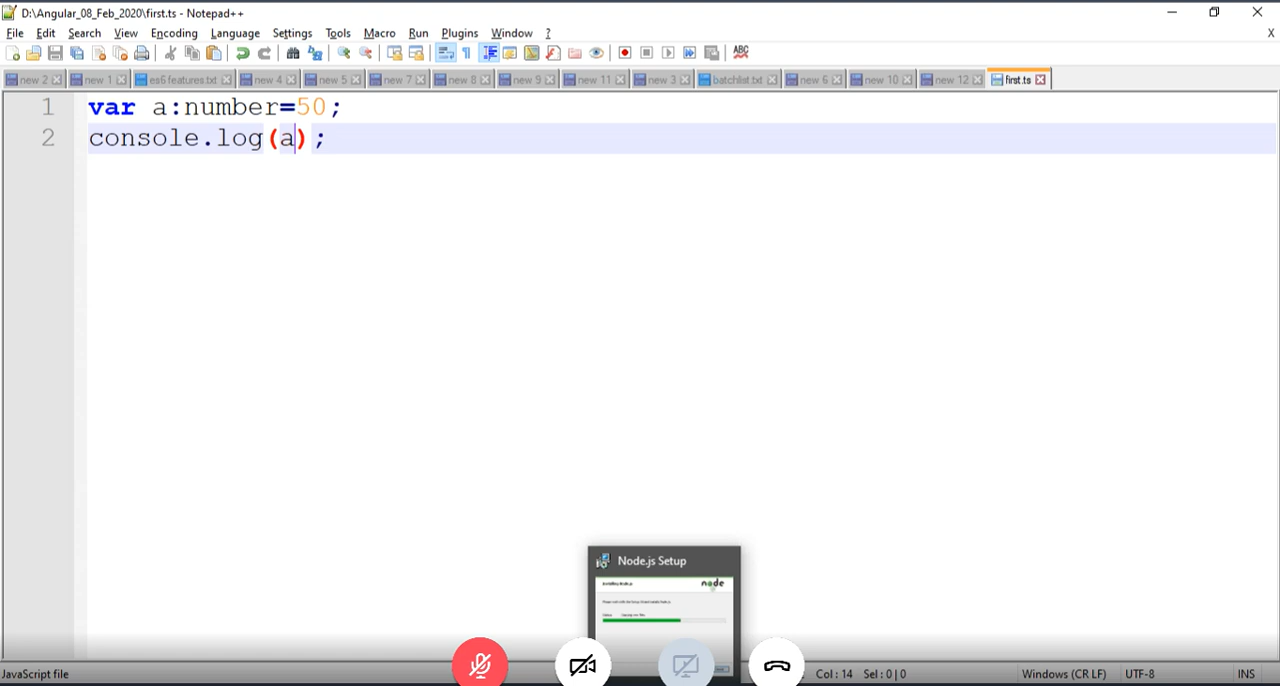 D:\Angular_08_Feb_2020\first.ts - Notepad++
File Edit Search View Encoding Language Settings Tools Macro Run Plugins Window ? X
new 2 new 1 es6 features.txt new 4 new 5 new 7 new 8 new 9 new 11 new 3 batchlist.txt new 6 new 10 new 12 first.ts
1 var a:number=50;
2 console.log(a);
Node.js Setup
node
JavaScript file Col : 14 Sel : 0 | 0 Windows (CR LF) UTF-8 INS